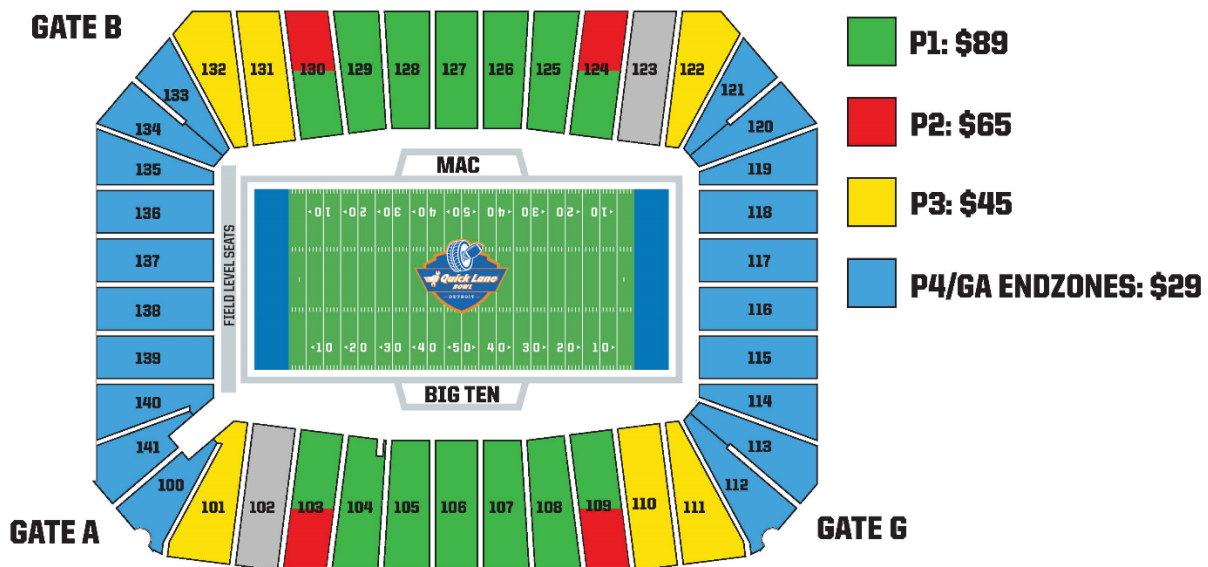 GATE B
132
131
130
129
128
127
126
125
124
123
122
133
121
134
120
135
119
136
118
137
117
138
116
139
115
140
114
141
113
100
112
101
102
103
104
105
106
107
108
109
110
111
FIELD LEVEL SEATS
MAC
10 20 30 40 50 40 30 20 10
Quick Lane
BOWL
DETROIT
10 20 30 40 50 40 30 20 10
BIG TEN
GATE A
GATE G
P1: $89
P2: $65
P3: $45
P4/GA ENDZONES: $29